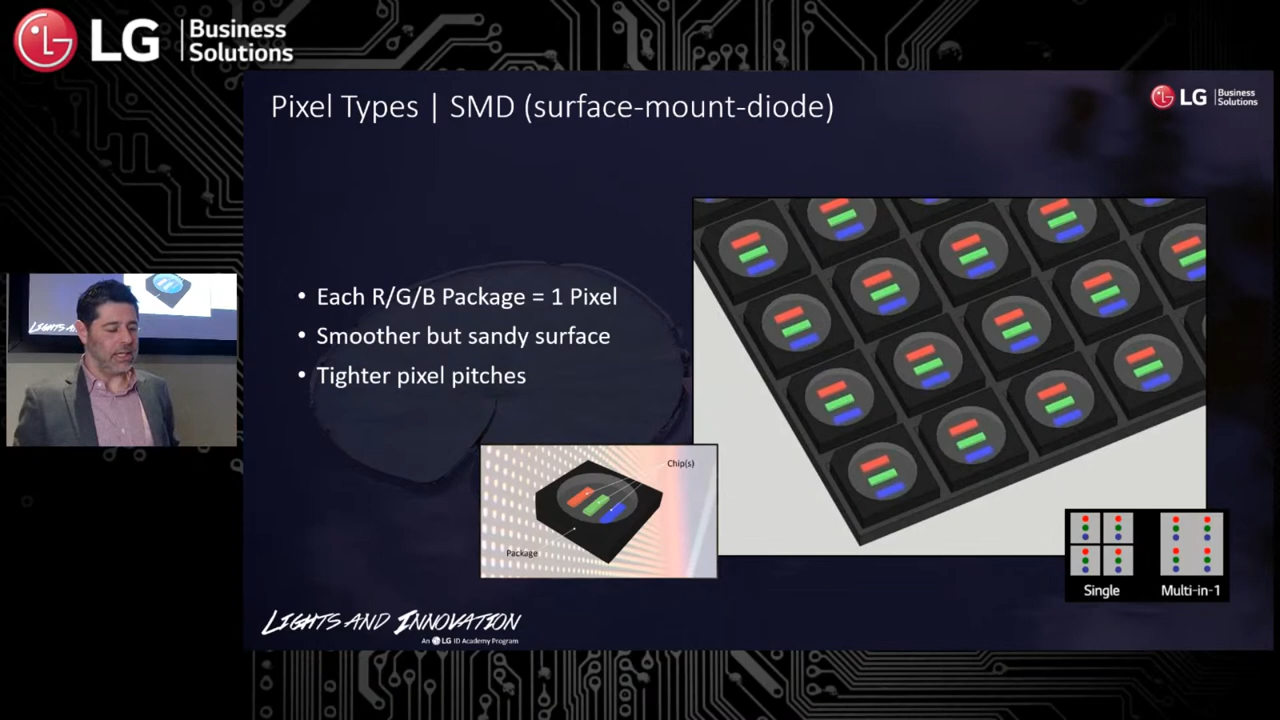 LG Business Solutions
Pixel Types | SMD (surface-mount-diode)
LG Business Solutions
• Each R/G/B Package = 1 Pixel
• Smoother but sandy surface
• Tighter pixel pitches
Chip(s)
Package
Single
Multi-in-1
LIGHTS AND INNOVATION
An LG ID Academy Program
LIGHTS A